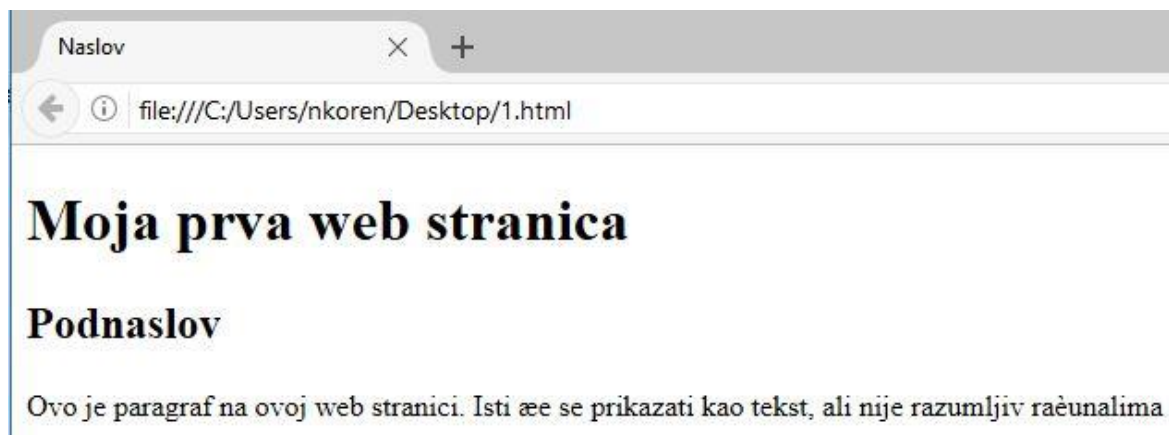 Naslov
file:///C:/Users/nkoren/Desktop/1.html
Moja prva web stranica
Podnaslov
Ovo je paragraf na ovoj web stranici. Isti æe se prikazati kao tekst, ali nije razumljiv raèunalima